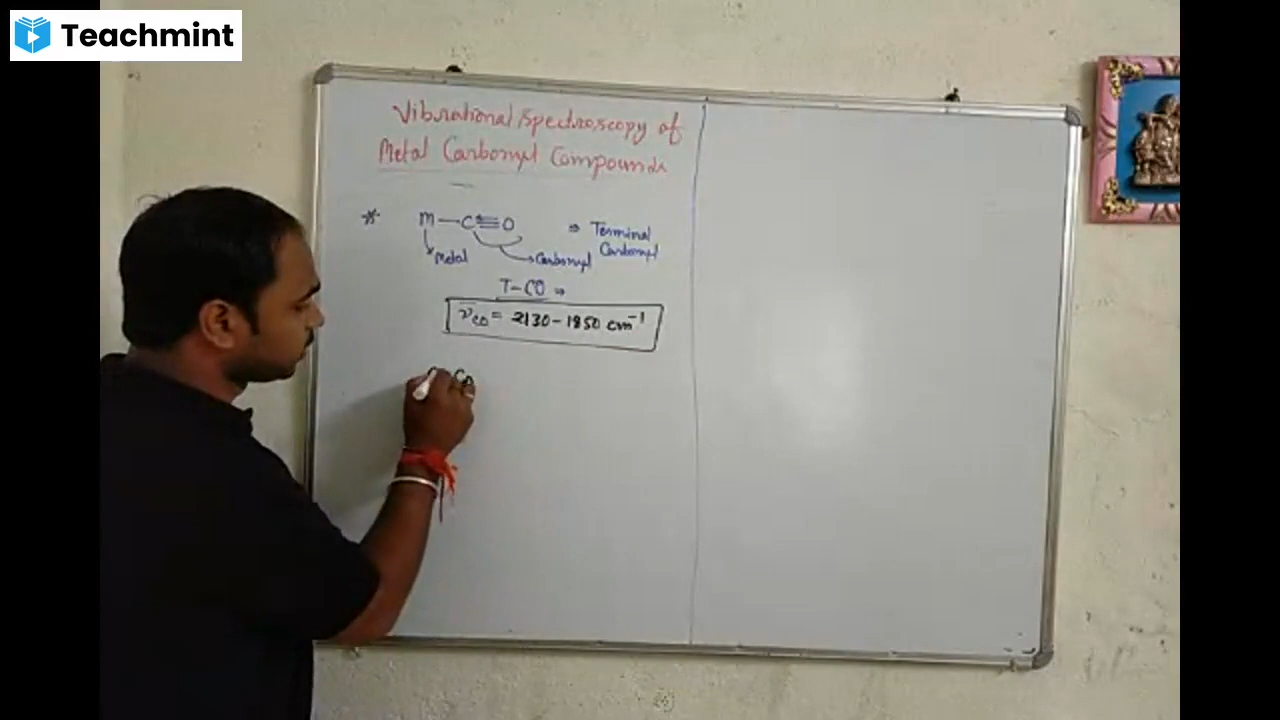 Teachmint
Vibrational spectroscopy of
Metal Carbonyl Compounds
* M—C≡O ⇒ Terminal
Carbonyl
Metal Carbonyl
T-CO ⇒
ν̅CO = 2130-1850 cm⁻¹